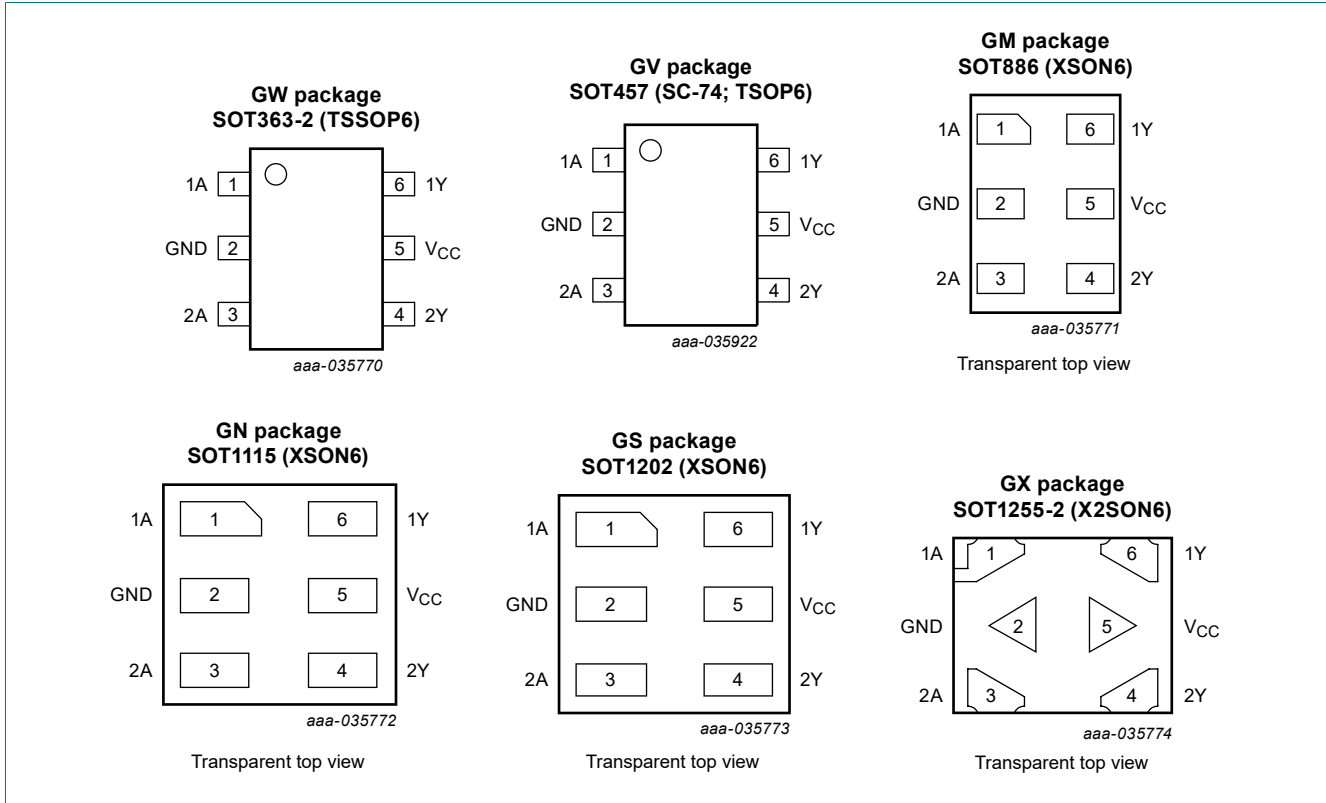 GW package
SOT363-2 (TSSOP6)
1A 1 6 1Y
GND 2 5 VCC
2A 3 4 2Y
aaa-035770
GV package
SOT457 (SC-74; TSOP6)
1A 1 6 1Y
GND 2 5 VCC
2A 3 4 2Y
aaa-035922
GM package
SOT886 (XSON6)
1A 1 6 1Y
GND 2 5 VCC
2A 3 4 2Y
aaa-035771
Transparent top view
GN package
SOT1115 (XSON6)
1A 1 6 1Y
GND 2 5 VCC
2A 3 4 2Y
aaa-035772
Transparent top view
GS package
SOT1202 (XSON6)
1A 1 6 1Y
GND 2 5 VCC
2A 3 4 2Y
aaa-035773
Transparent top view
GX package
SOT1255-2 (X2SON6)
1A 1 6 1Y
GND 2 5 VCC
2A 3 4 2Y
aaa-035774
Transparent top view